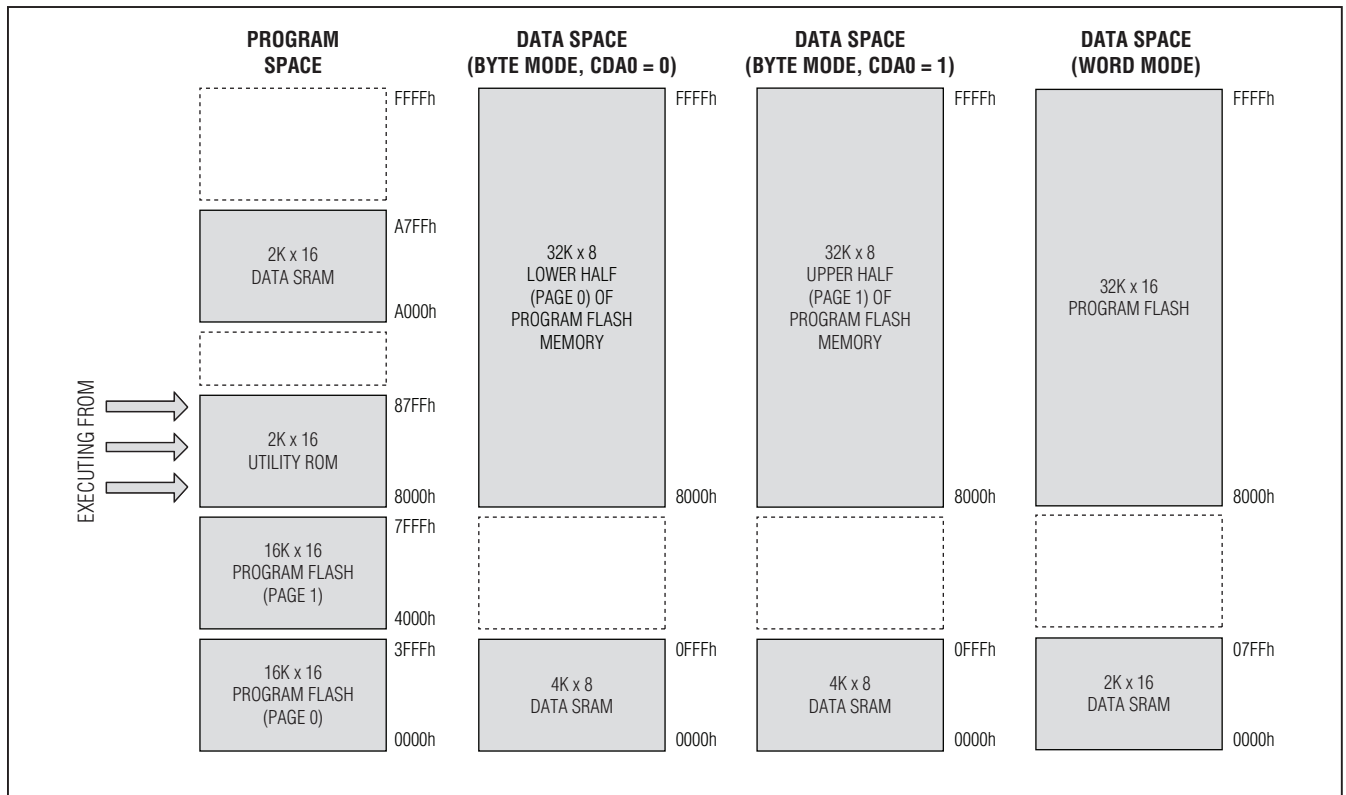 PROGRAM
SPACE
FFFFh
A7FFh
2K x 16
DATA SRAM
A000h
EXECUTING FROM
87FFh
2K x 16
UTILITY ROM
8000h
7FFFh
16K x 16
PROGRAM FLASH
(PAGE 1)
4000h
3FFFh
16K x 16
PROGRAM FLASH
(PAGE 0)
0000h
DATA SPACE
(BYTE MODE, CDA0 = 0)
FFFFh
32K x 8
LOWER HALF
(PAGE 0) OF
PROGRAM FLASH
MEMORY
8000h
0FFFh
4K x 8
DATA SRAM
0000h
DATA SPACE
(BYTE MODE, CDA0 = 1)
FFFFh
32K x 8
UPPER HALF
(PAGE 1) OF
PROGRAM FLASH
MEMORY
8000h
0FFFh
4K x 8
DATA SRAM
0000h
DATA SPACE
(WORD MODE)
FFFFh
32K x 16
PROGRAM FLASH
8000h
07FFh
2K x 16
DATA SRAM
0000h